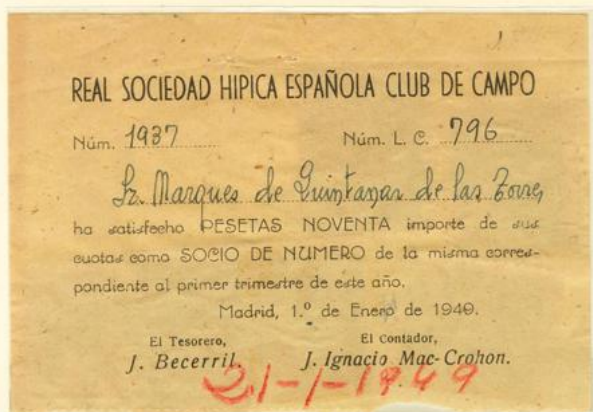 REAL SOCIEDAD HIPICA ESPAÑOLA CLUB DE CAMPO
Núm. 1937 Núm. L. C. 796
Sr. Marques de Quintanar de las Torres
ha satisfecho PESETAS NOVENTA importe de sus
cuotas como SOCIO DE NUMERO de la misma corres-
pondiente al primer trimestre de este año.
Madrid, 1.º de Enero de 1949.
El Tesorero, El Contador,
J. Becerril. J. Ignacio Mac-Crohon.
21-1-1949